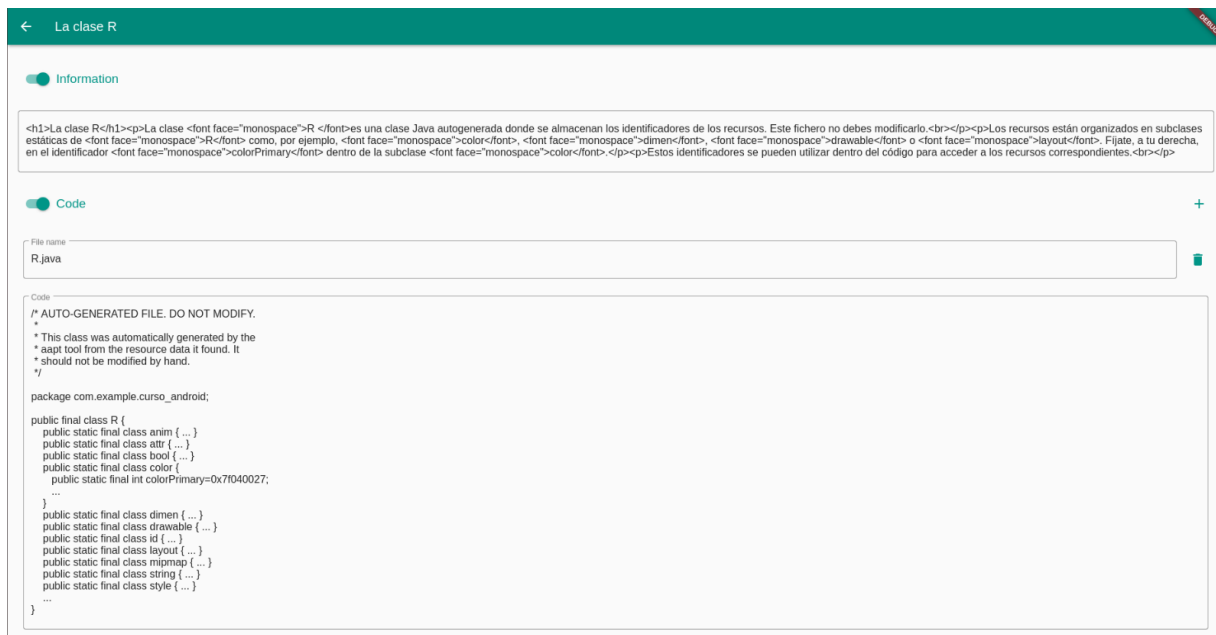 La clase R
DEBUG
Information
<h1>La clase R</h1><p>La clase <font face="monospace">R </font>es una clase Java autogenerada donde se almacenan los identificadores de los recursos. Este fichero no debes modificarlo.<br></p><p>Los recursos están organizados en subclases
estáticas de <font face="monospace">R</font> como, por ejemplo, <font face="monospace">color</font>, <font face="monospace">dimen</font>, <font face="monospace">drawable</font> o <font face="monospace">layout</font>. Fíjate, a tu derecha,
en el identificador <font face="monospace">colorPrimary</font> dentro de la subclase <font face="monospace">color</font>.</p><p>Estos identificadores se pueden utilizar dentro del código para acceder a los recursos correspondientes.<br></p>
Code
+
File name
R.java
Code
/* AUTO-GENERATED FILE. DO NOT MODIFY.
*
* This class was automatically generated by the
* aapt tool from the resource data it found. It
* should not be modified by hand.
*/
package com.example.curso_android;
public final class R {
public static final class anim { ... }
public static final class attr { ... }
public static final class bool { ... }
public static final class color {
public static final int colorPrimary=0x7f040027;
...
}
public static final class dimen { ... }
public static final class drawable { ... }
public static final class id { ... }
public static final class layout { ... }
public static final class mipmap { ... }
public static final class string { ... }
public static final class style { ... }
...
}